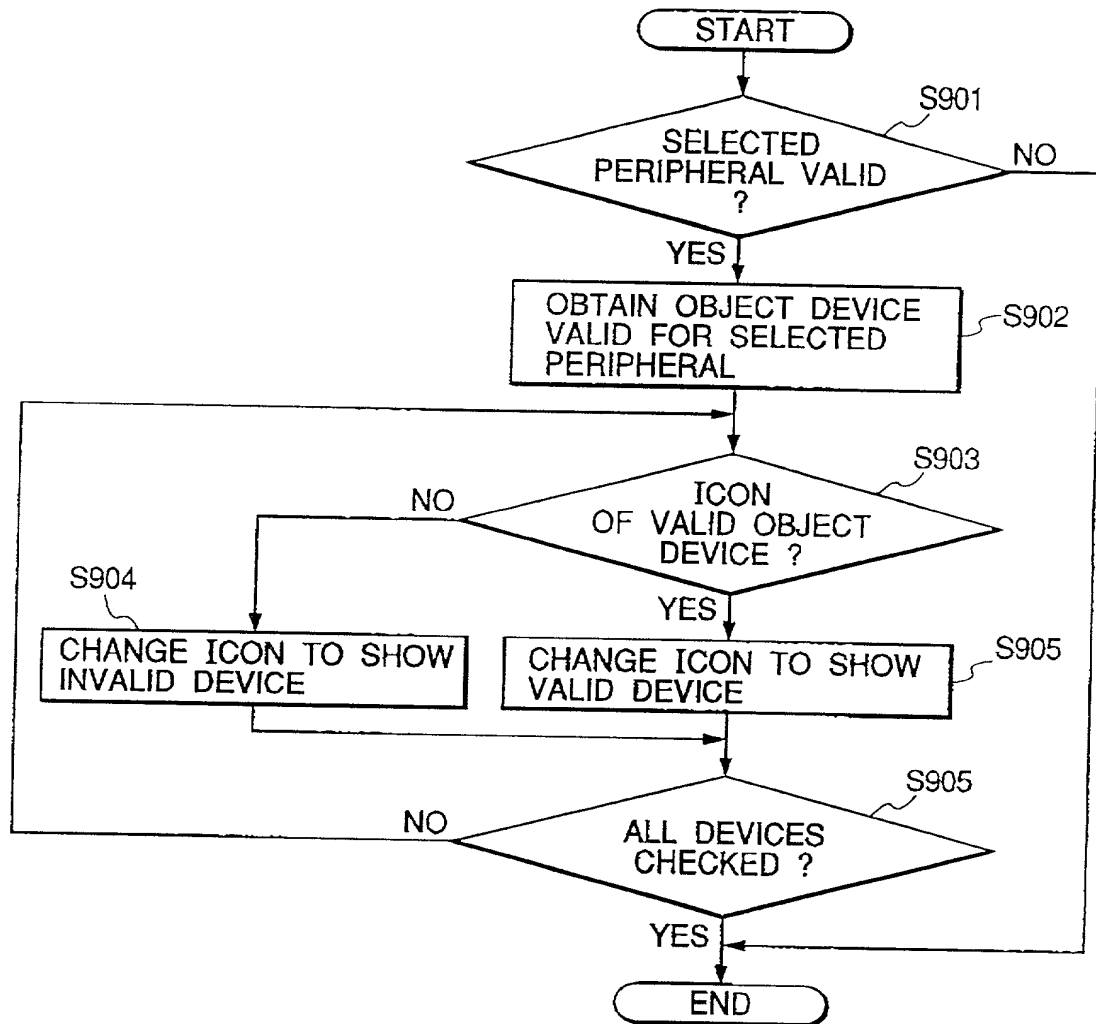 START
S901
SELECTED
PERIPHERAL VALID
?
NO
YES
OBTAIN OBJECT DEVICE
VALID FOR SELECTED
PERIPHERAL
S902
S903
ICON
OF VALID OBJECT
DEVICE ?
NO
YES
S904
CHANGE ICON TO SHOW
INVALID DEVICE
CHANGE ICON TO SHOW
VALID DEVICE
S905
S905
ALL DEVICES
CHECKED ?
NO
YES
END